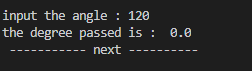 input the angle : 120
the degree passed is :  0.0
 ----------- next ----------